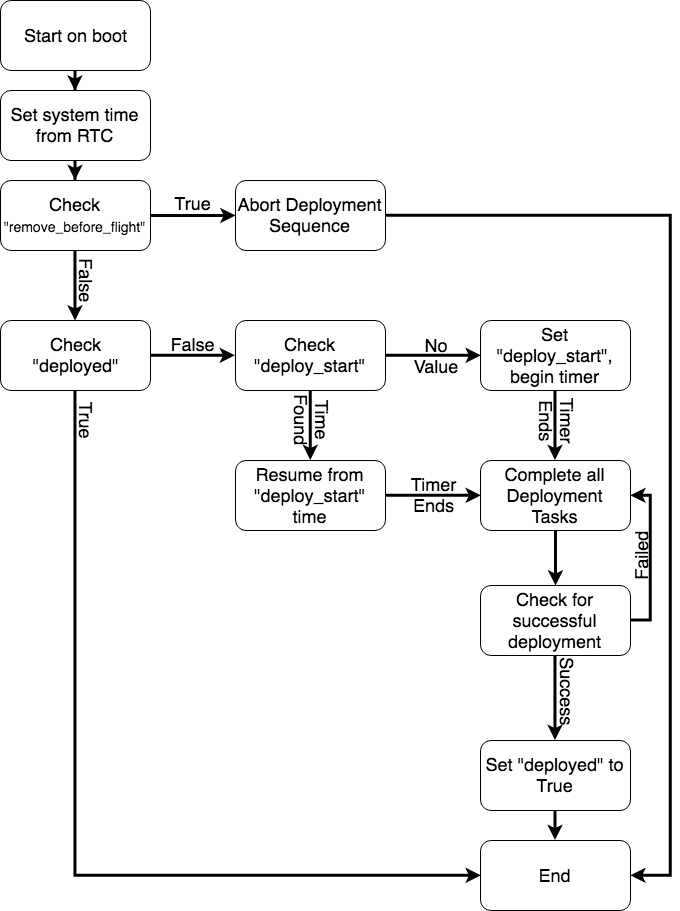 Start on boot
Set system time
from RTC
Check
"remove_before_flight"
True
Abort Deployment
Sequence
False
Check
"deployed"
False
Check
"deploy_start"
No
Value
Set
"deploy_start",
begin timer
True
Time
Found
Timer
Ends
Resume from
"deploy_start"
time
Timer
Ends
Complete all
Deployment
Tasks
Failed
Check for
successful
deployment
Success
Set "deployed" to
True
End